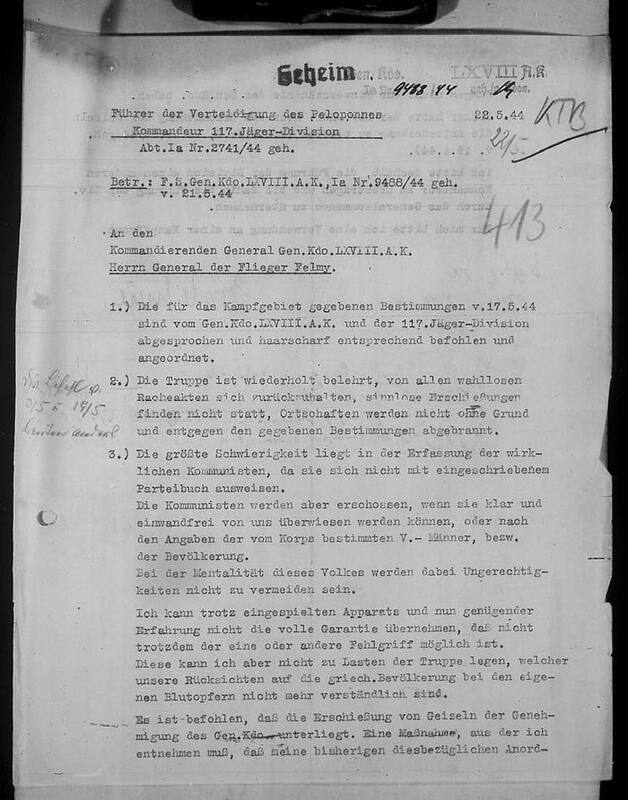 Geheim
Gen. Kdo. LXVIII A.K.
Ia Nr. 9488/44 geh.
Führer der Verteidigung des Peloponnes 22.5.44 KTB
Kommandeur 117.Jäger-Division 22/5
Abt.Ia Nr.2741/44 geh.
Betr.: F.S.Gen.Kdo.LXVIII.A.K.,Ia Nr.9488/44 geh.
v. 21.5.44
413
An den
Kommandierenden General Gen.Kdo.LXVIII.A.K.
Herrn General der Flieger Felmy.
1.) Die für das Kampfgebiet gegebenen Bestimmungen v.17.5.44
sind vom Gen.Kdo.LXVIII.A.K. und der 117.Jäger-Division
abgesprochen und haarscharf entsprechend befohlen und
angeordnet.
2.) Die Truppe ist wiederholt belehrt, von allen wahllosen
Racheakten sich zurückzuhalten, sinnlose Erschießungen
finden nicht statt, Ortschaften werden nicht ohne Grund
und entgegen den gegebenen Bestimmungen abgebrannt.
3.) Die größte Schwierigkeit liegt in der Erfassung der wirk-
lichen Kommunisten, da sie sich nicht mit eingeschriebenem
Parteibuch ausweisen.
Die Kommunisten werden aber erschossen, wenn sie klar und
einwandfrei von uns überwiesen werden können, oder nach
den Angaben der vom Korps bestimmten V.- Männer, bezw.
der Bevölkerung.
Bei der Mentalität dieses Volkes werden dabei Ungerechtig-
keiten nicht zu vermeiden sein.
Ich kann trotz eingespielten Apparats und nun genügender
Erfahrung nicht die volle Garantie übernehmen, daß nicht
trotzdem der eine oder andere Fehlgriff möglich ist.
Diese kann ich aber nicht zu Lasten der Truppe legen, welcher
unsere Rücksichten auf die griech.Bevölkerung bei den eige-
nen Blutopfern nicht mehr verständlich sind.
Es ist befohlen, daß die Erschießung von Geiseln der Geneh-
migung des Gen.Kdo. unterliegt. Eine Maßnahme, aus der ich
entnehmen muß, daß meine bisherigen diesbezüglichen Anord-